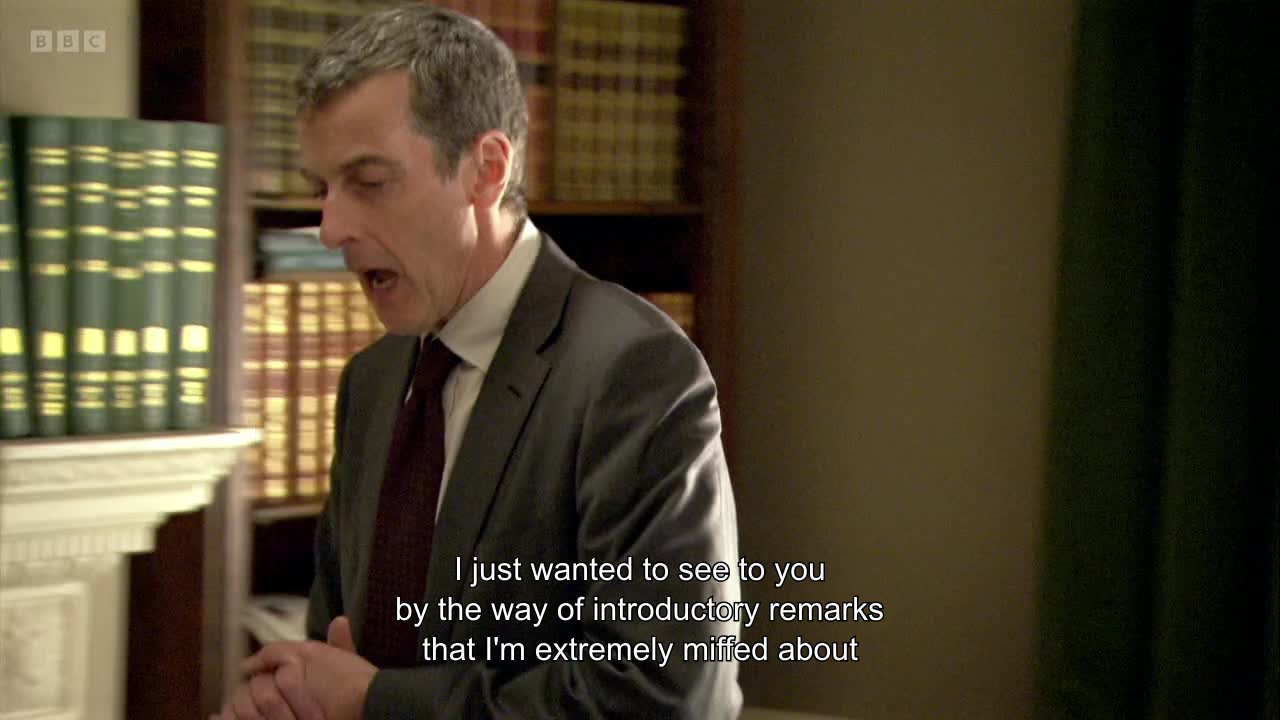 BBC
I just wanted to see to you
by the way of introductory remarks
that I'm extremely miffed about